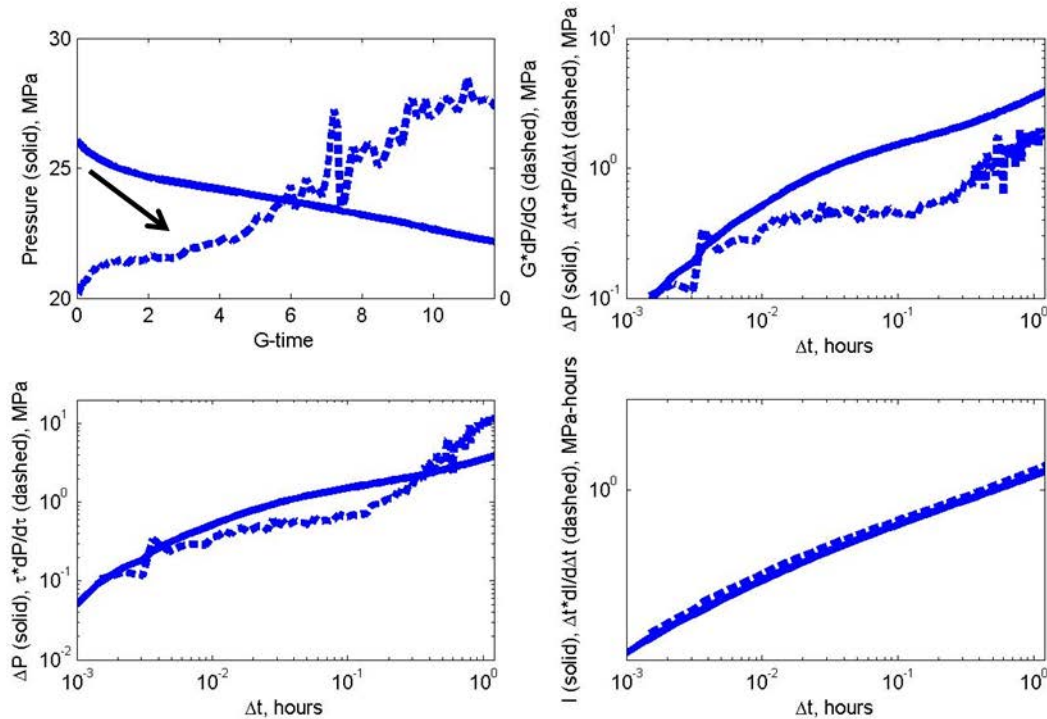 30
25
20
Pressure (solid), MPa
0 2 4 6 8 10
G-time
0
G*dP/dG (dashed), MPa
10^1
10^0
10^-1
ΔP (solid), Δt*dP/dΔt (dashed), MPa
10^-3 10^-2 10^-1 10^0
Δt, hours
10^1
10^0
10^-1
10^-2
ΔP (solid), τ*dP/dτ (dashed), MPa
10^-3 10^-2 10^-1 10^0
Δt, hours
10^0
I (solid), Δt*dI/dΔt (dashed), MPa-hours
10^-3 10^-2 10^-1 10^0
Δt, hours